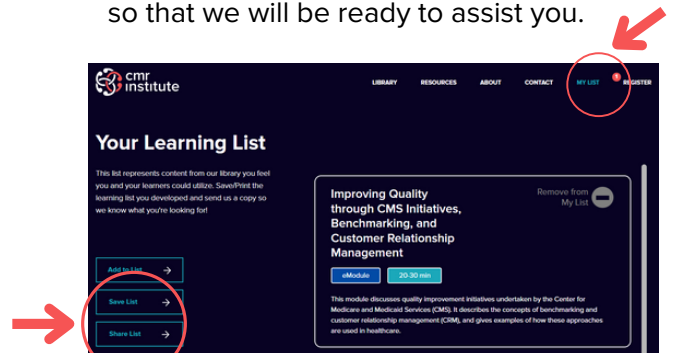 so that we will be ready to assist you.
cmr
institute
LIBRARY RESOURCES ABOUT CONTACT MY LIST REGISTER
Your Learning List
This list represents content from our library you feel
you and your learners could utilize. Save/Print the
learning list you developed and send us a copy so
we know what you're looking for!
Add to List
Save List
Share List
Improving Quality
through CMS Initiatives,
Benchmarking, and
Customer Relationship
Management
Remove from
My List
eModule 20-30 min
This module discusses quality improvement initiatives undertaken by the Center for
Medicare and Medicaid Services (CMS). It describes the concepts of benchmarking and
customer relationship management (CRM), and gives examples of how these approaches
are used in healthcare.